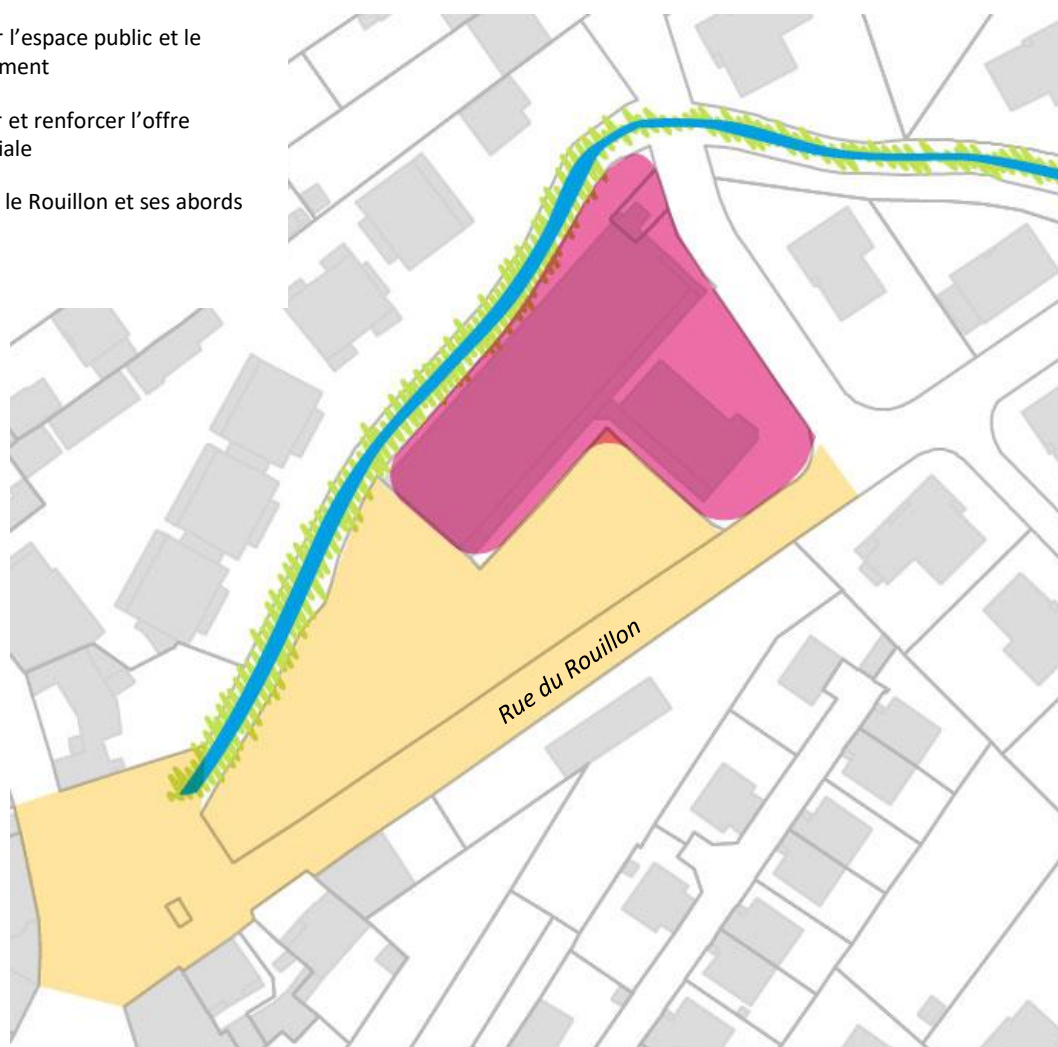 r l’espace public et le
ment
r et renforcer l’offre
iale
le Rouillon et ses abords
Rue du Rouillon